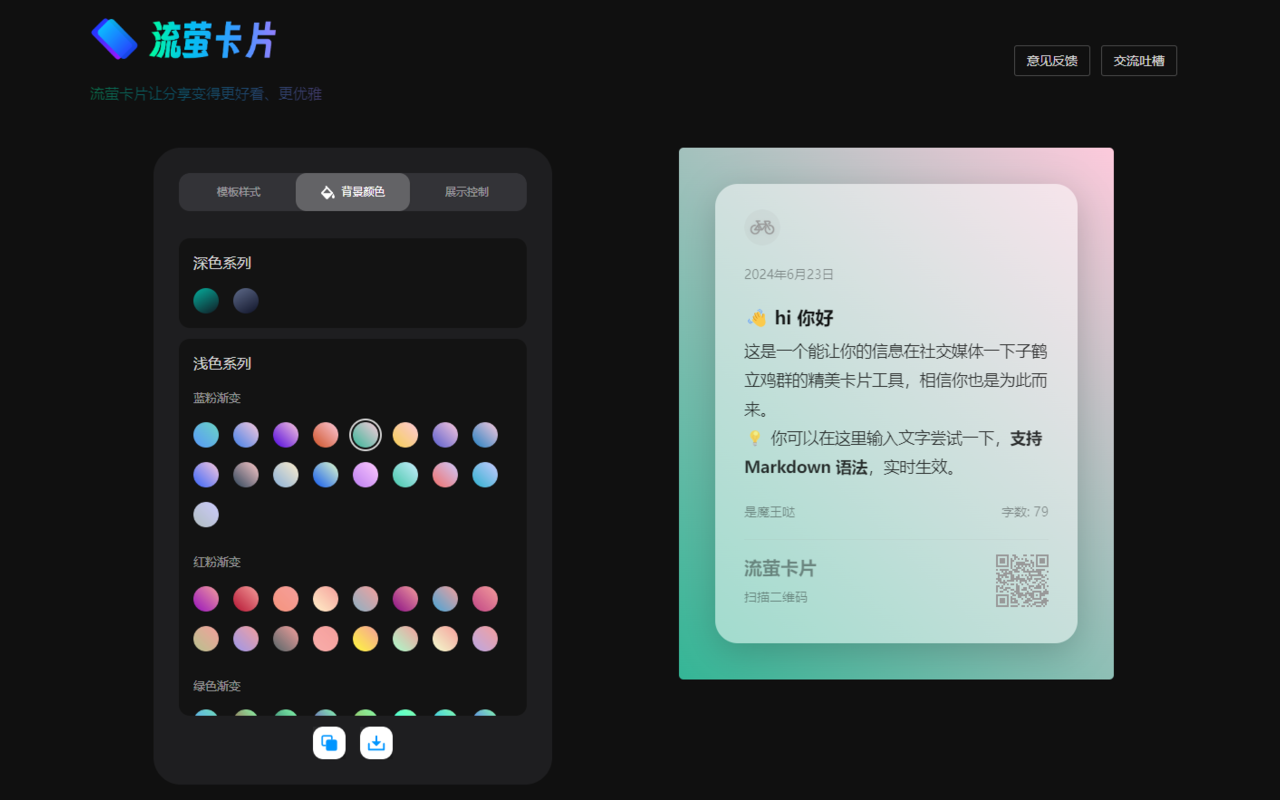 流萤卡片
流萤卡片让分享变得更好看、更优雅
意见反馈
交流吐槽
模板样式
背景颜色
展示控制
深色系列
浅色系列
蓝粉渐变
红粉渐变
绿色渐变
2024年6月23日
👋 hi 你好
这是一个能让你的信息在社交媒体一下子鹤
立鸡群的精美卡片工具，相信你也是为此而
来。
💡 你可以在这里输入文字尝试一下，支持
Markdown 语法，实时生效。
是魔王哒
字数: 79
流萤卡片
扫描二维码